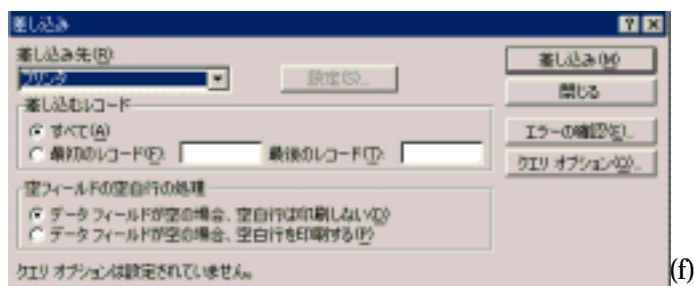 差し込み
差し込み先(R):
プリンタ
設定(S)...
差し込み(M)
閉じる
エラーの確認(E)...
クエリ オプション(Q)...
差し込むレコード
すべて(A)
最初のレコード(F):
最後のレコード(T):
空フィールドの空白行の処理
データ フィールドが空の場合、空白行は印刷しない(D)
データ フィールドが空の場合、空白行を印刷する(P)
クエリ オプションは設定されていません。
(f)